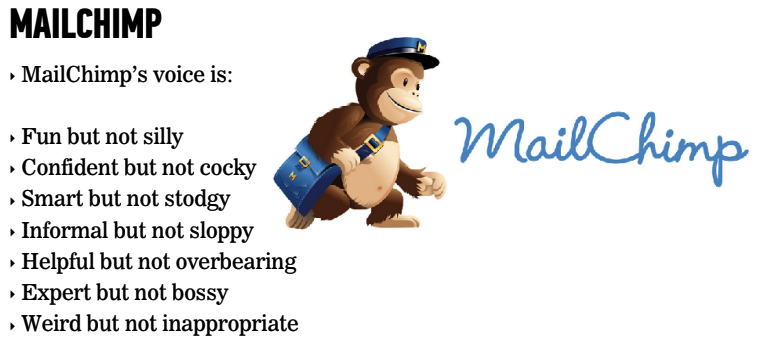 MAILCHIMP
‣ MailChimp’s voice is:
‣ Fun but not silly
‣ Confident but not cocky
‣ Smart but not stodgy
‣ Informal but not sloppy
‣ Helpful but not overbearing
‣ Expert but not bossy
‣ Weird but not inappropriate
M
M
MailChimp